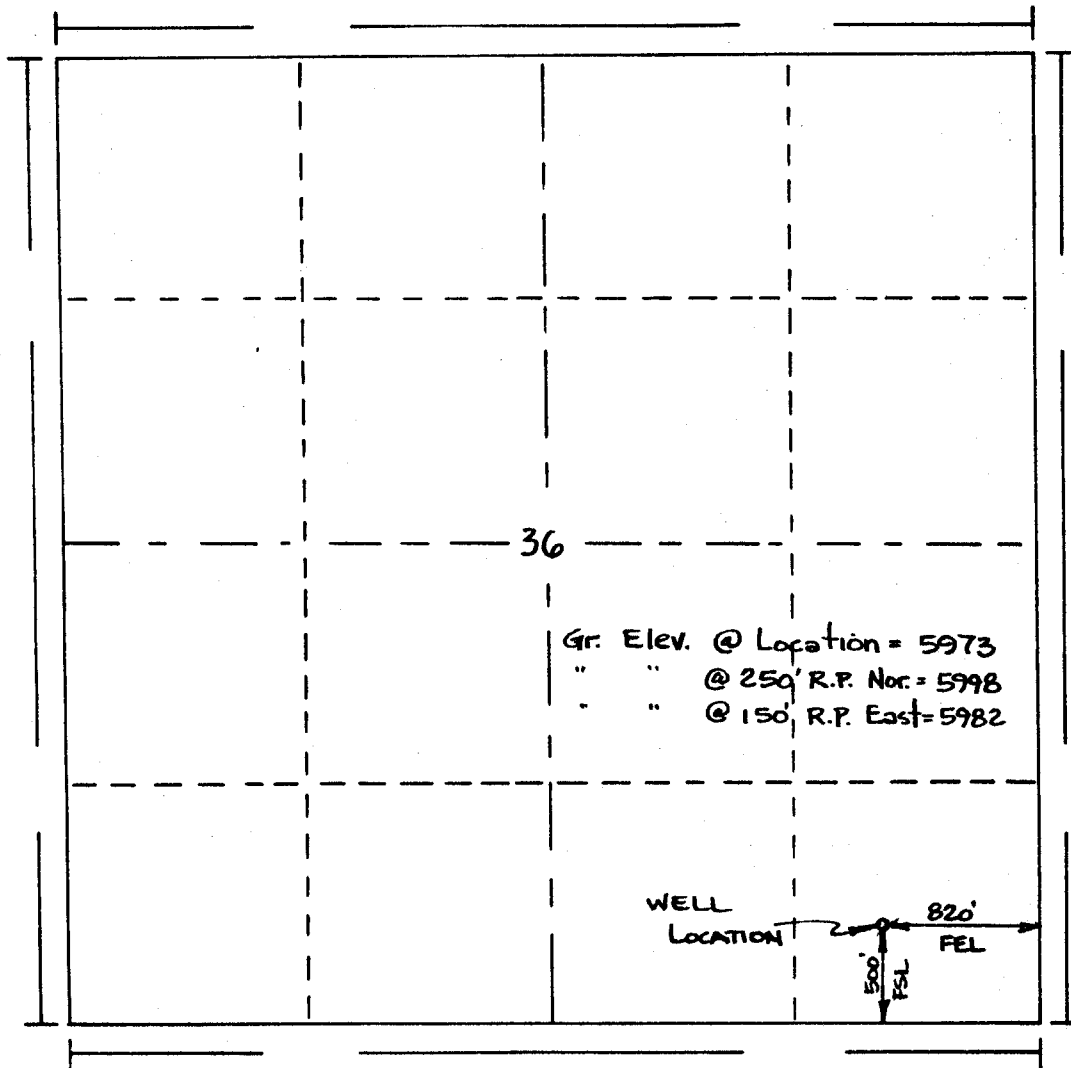 36
Gr. Elev. @ Location = 5973
" " @ 250' R.P. Nor. = 5998
" " @ 150' R.P. East = 5982
WELL
LOCATION
820'
FEL
500'
FSL